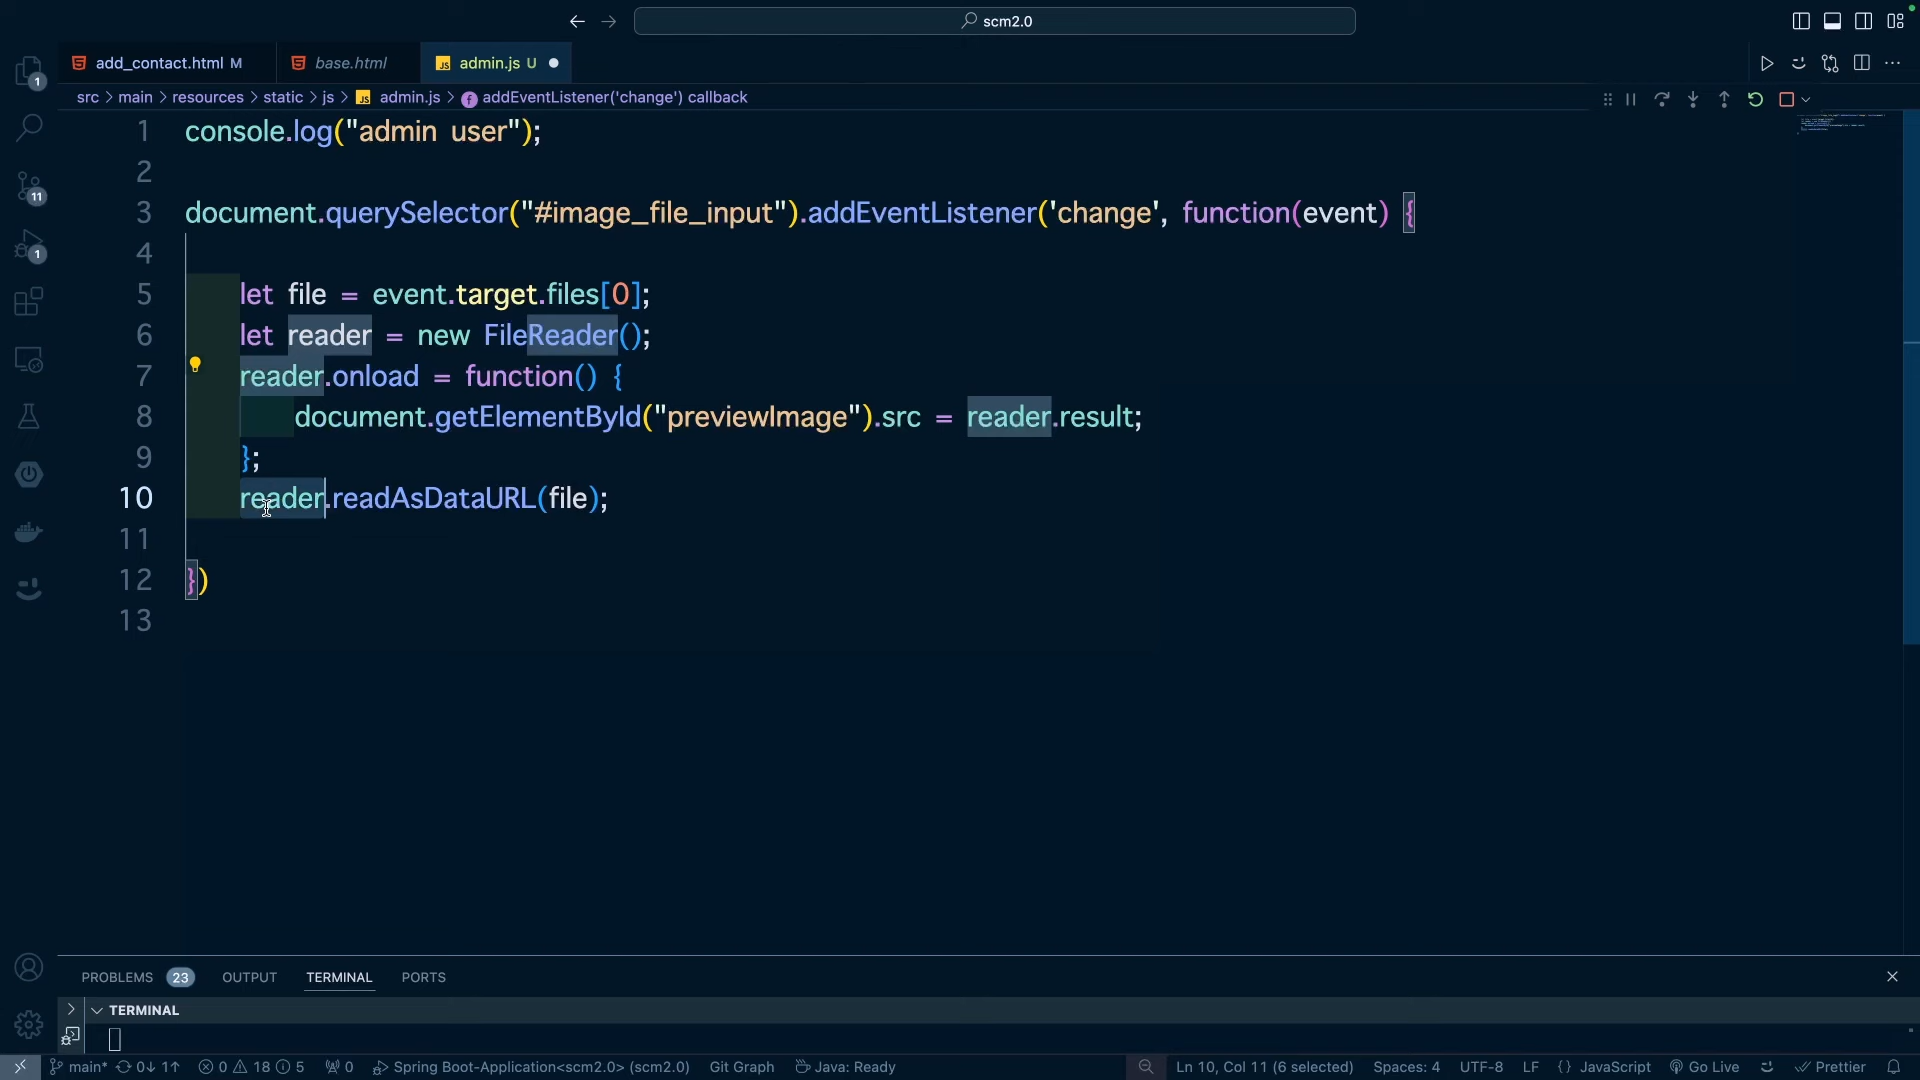 scm2.0
add_contact.html M
base.html
admin.js U
src > main > resources > static > js > JS admin.js > addEventListener('change') callback
1 console.log("admin user");
2
3 document.querySelector("#image_file_input").addEventListener('change', function(event) {
4
5 let file = event.target.files[0];
6 let reader = new FileReader();
7 reader.onload = function() {
8 document.getElementById("previewImage").src = reader.result;
9 };
10 reader.readAsDataURL(file);
11
12 })
13
1
11
1
PROBLEMS 23 OUTPUT TERMINAL PORTS
TERMINAL
main* 0↓ 1↑ 0 18 5 0 Spring Boot-Application<scm2.0> (scm2.0) Git Graph Java: Ready Ln 10, Col 11 (6 selected) Spaces: 4 UTF-8 LF {} JavaScript Go Live Prettier